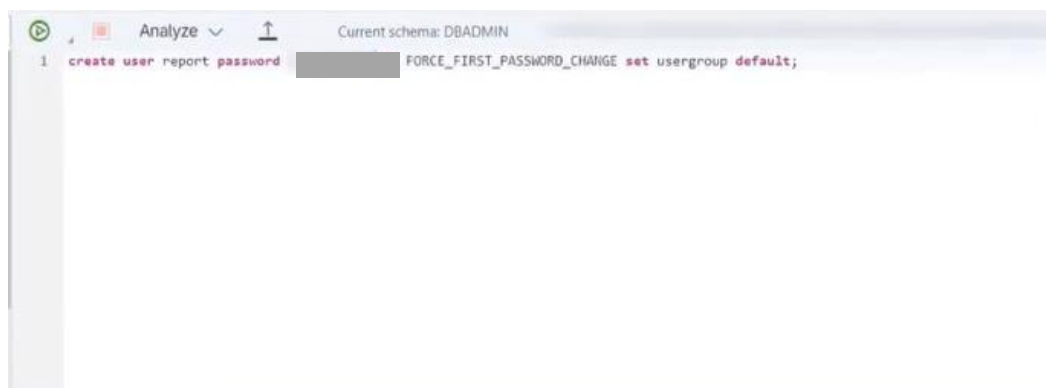 Analyze Current schema: DBADMIN
1 create user report password FORCE_FIRST_PASSWORD_CHANGE set usergroup default;